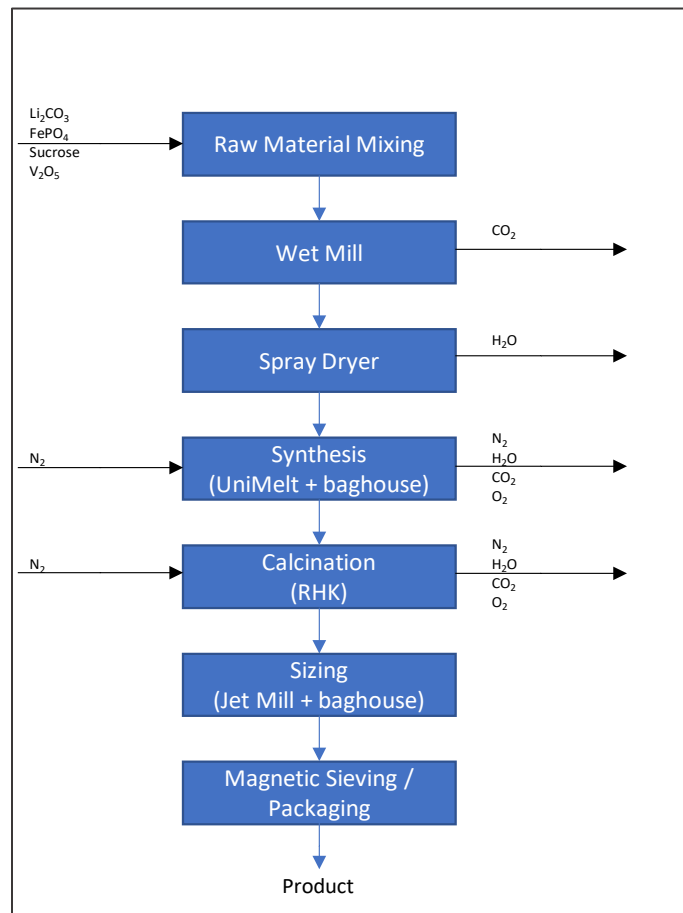 Li₂CO₃
FePO₄
Sucrose
V₂O₅
Raw Material Mixing
Wet Mill
CO₂
Spray Dryer
H₂O
N₂
Synthesis
(UniMelt + baghouse)
N₂
H₂O
CO₂
O₂
N₂
Calcination
(RHK)
N₂
H₂O
CO₂
O₂
Sizing
(Jet Mill + baghouse)
Magnetic Sieving /
Packaging
Product